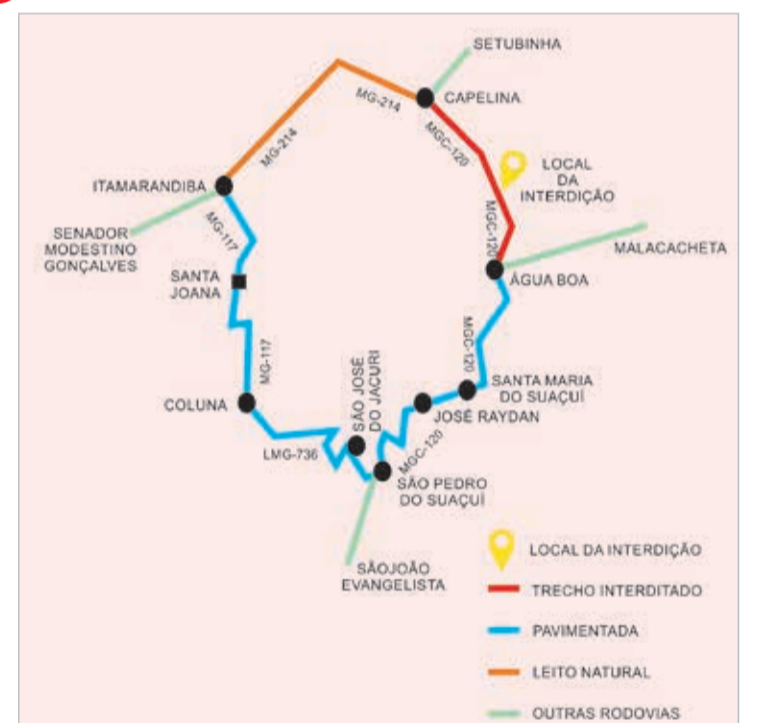 SETUBINHA
CAPELINA
MG-214
MGC-120
MG-214
LOCAL
DA
INTERDIÇÃO
ITAMARANDIBA
MG-117
MGC-120
SENADOR
MODESTINO
GONÇALVES
MALACACHETA
SANTA
JOANA
ÁGUA BOA
MG-117
MGC-120
SÃO JOSÉ
DO JACURI
SANTA MARIA
DO SUAÇUÍ
COLUNA
JOSÉ RAYDAN
LMG-736
MGC-120
SÃO PEDRO
DO SUAÇUÍ
SÃOJOÃO
EVANGELISTA
LOCAL DA INTERDIÇÃO
TRECHO INTERDITADO
PAVIMENTADA
LEITO NATURAL
OUTRAS RODOVIAS